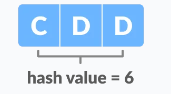 C D D
hash value = 6